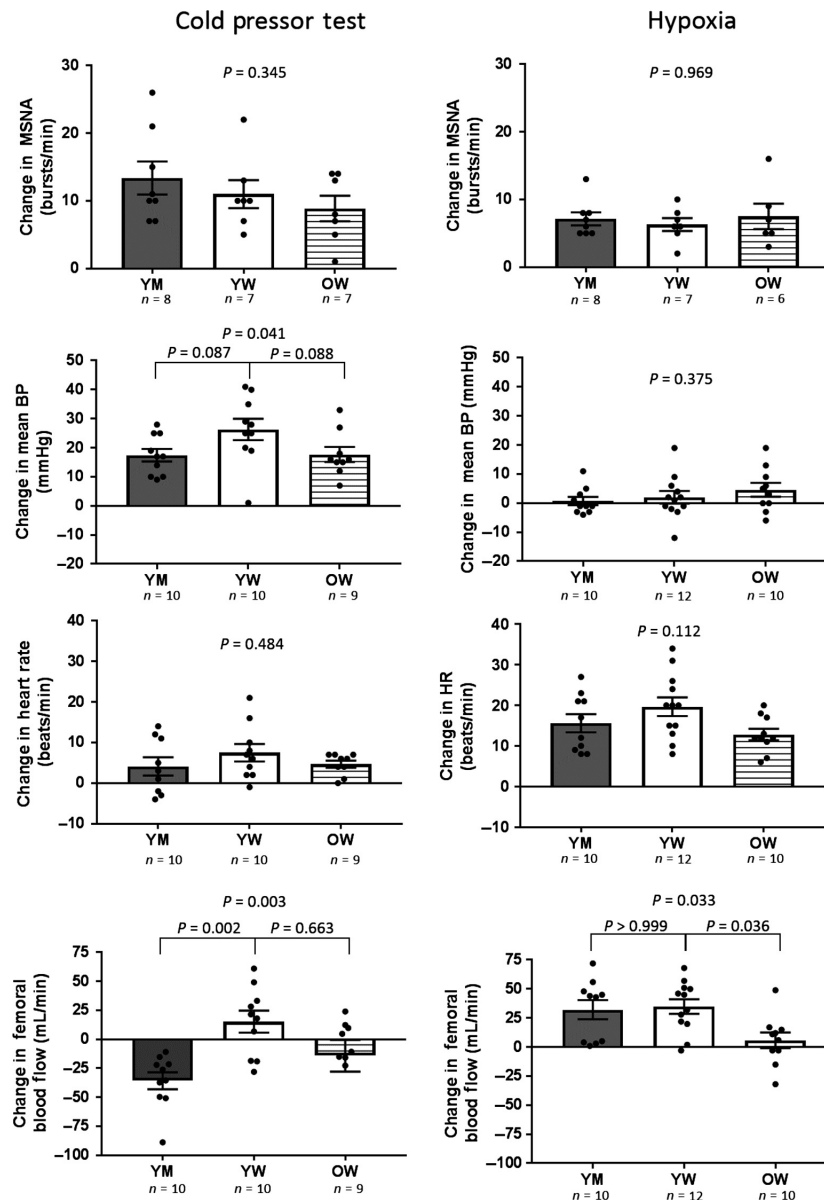 Cold pressor test
Hypoxia
Change in MSNA
(bursts/min)
30
20
10
0
P = 0.345
YM
YW
OW
n = 8
n = 7
n = 7
Change in MSNA
(bursts/min)
30
20
10
0
P = 0.969
YM
YW
OW
n = 8
n = 7
n = 6
Change in mean BP
(mmHg)
P = 0.041
P = 0.087
P = 0.088
50
40
30
20
10
0
–10
–20
YM
YW
OW
n = 10
n = 10
n = 9
Change in mean BP (mmHg)
50
40
30
20
10
0
–10
–20
P = 0.375
YM
YW
OW
n = 10
n = 12
n = 10
Change in heart rate
(beats/min)
40
30
20
10
0
–10
P = 0.484
YM
YW
OW
n = 10
n = 10
n = 9
Change in HR
(beats/min)
40
30
20
10
0
–10
P = 0.112
YM
YW
OW
n = 10
n = 12
n = 10
Change in femoral
blood flow (mL/min)
P = 0.003
P = 0.002
P = 0.663
75
50
25
0
–25
–50
–75
–100
YM
YW
OW
n = 10
n = 10
n = 9
Change in femoral
blood flow (mL/min)
P = 0.033
P > 0.999
P = 0.036
75
50
25
0
–25
–50
–75
–100
YM
YW
OW
n = 10
n = 12
n = 10